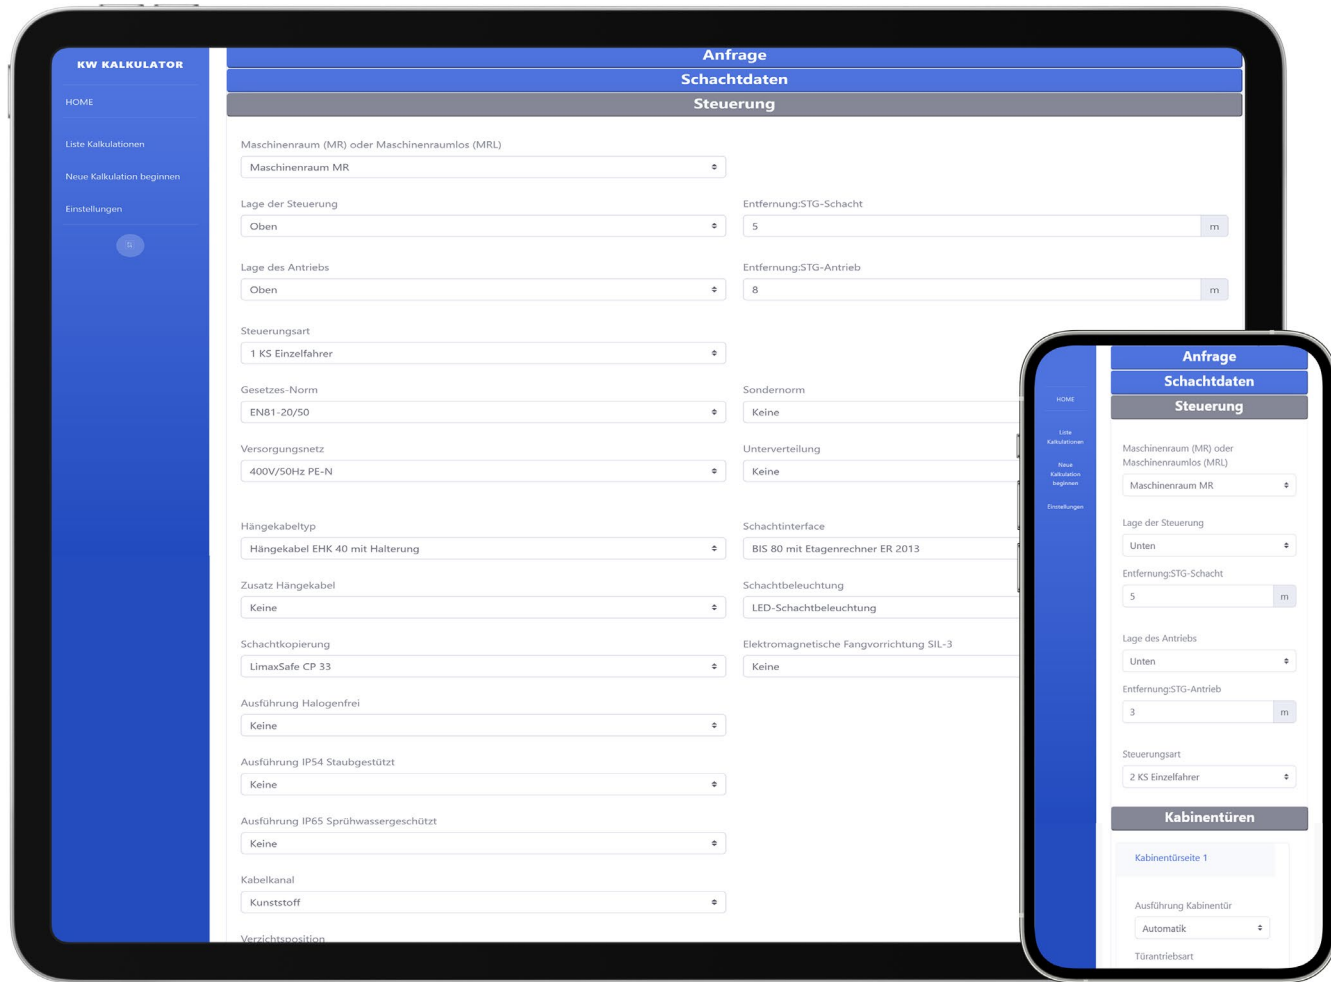 KW KALKULATOR
HOME
Liste Kalkulationen
Neue Kalkulation beginnen
Einstellungen
Anfrage
Schachtdaten
Steuerung
Maschinenraum (MR) oder Maschinenraumlos (MRL)
Maschinenraum MR
Lage der Steuerung
Entfernung:STG-Schacht
Oben
5 m
Lage des Antriebs
Entfernung:STG-Antrieb
Oben
8 m
Steuerungsart
1 KS Einzelfahrer
Gesetzes-Norm
Sondernorm
EN81-20/50
Keine
Versorgungsnetz
Unterverteilung
400V/50Hz PE-N
Keine
Hängekabeltyp
Schachtinterface
Hängekabel EHK 40 mit Halterung
BIS 80 mit Etagenrechner ER 2013
Zusatz Hängekabel
Schachtbeleuchtung
Keine
LED-Schachtbeleuchtung
Schachtkopierung
Elektromagnetische Fangvorrichtung SIL-3
LimaxSafe CP 33
Keine
Ausführung Halogenfrei
Keine
Ausführung IP54 Staubgestützt
Keine
Ausführung IP65 Sprühwassergeschützt
Keine
Kabelkanal
Kunststoff
Verzichtsposition
HOME
Liste
Kalkulationen
Neue
Kalkulation
beginnen
Einstellungen
Anfrage
Schachtdaten
Steuerung
Maschinenraum (MR) oder
Maschinenraumlos (MRL)
Maschinenraum MR
Lage der Steuerung
Unten
Entfernung:STG-Schacht
5 m
Lage des Antriebs
Unten
Entfernung:STG-Antrieb
3 m
Steuerungsart
2 KS Einzelfahrer
Kabinentüren
Kabinentürseite 1
Ausführung Kabinentür
Automatik
Türantriebsart